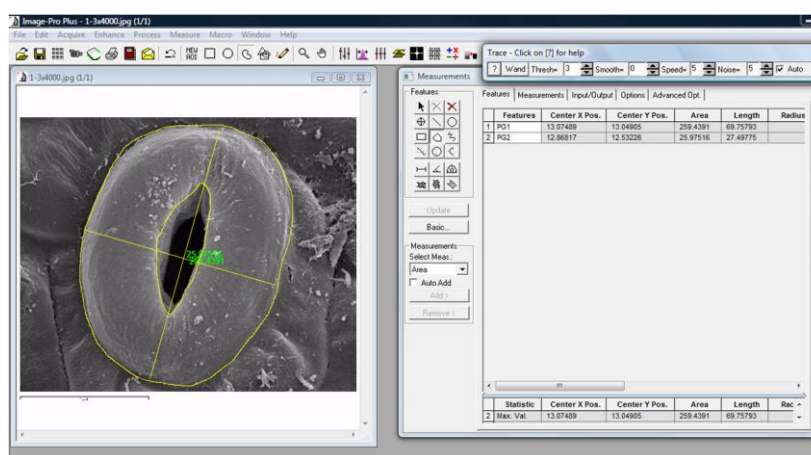 Image-Pro Plus - 1-3x4000.jpg (1/1)
File Edit Acquire Enhance Process Measure Macro Window Help
NEW AOI
Trace - Click on [?] for help
? Wand Thresh= 3 Smooth= 0 Speed= 5 Noise= 5 Auto
1-3x4000.jpg (1/1)
Measurements
Features
Update
Basic...
Measurements
Select Meas.:
Area
Auto Add
Add >
Remove <
Features Measurements Input/Output Options Advanced Opt.
Features Center X Pos. Center Y Pos. Area Length Radius
1 PG1 13.07489 13.04905 259.4391 69.75793
2 PG2 12.86817 12.53226 25.97516 27.49775
Statistic Center X Pos. Center Y Pos. Area Length Rac
2 Max. Val. 13.07489 13.04905 259.4391 69.75793